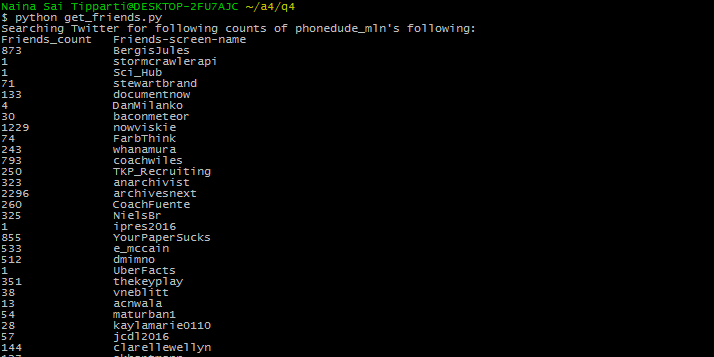 Naina Sai Tipparti@DESKTOP-2FU7AJC ~/a4/q4
$ python get_friends.py
Searching Twitter for following counts of phonedude_mln's following:
Friends_count Friends-screen-name
873 BergisJules
1 stormcrawlerapi
1 Sci_Hub
71 stewartbrand
133 documentnow
4 DanMilanko
30 baconmeteor
1229 nowviskie
74 FarbThink
243 whanamura
793 coachwiles
250 TKP_Recruiting
323 anarchivist
2296 archivesnext
260 CoachFuente
325 NielsBr
1 ipres2016
855 YourPaperSucks
533 e_mccain
512 dmimno
1 UberFacts
351 thekeyplay
38 vneblitt
13 acnwala
54 maturban1
28 kaylamarie0110
57 jcdl2016
144 clarellewellyn